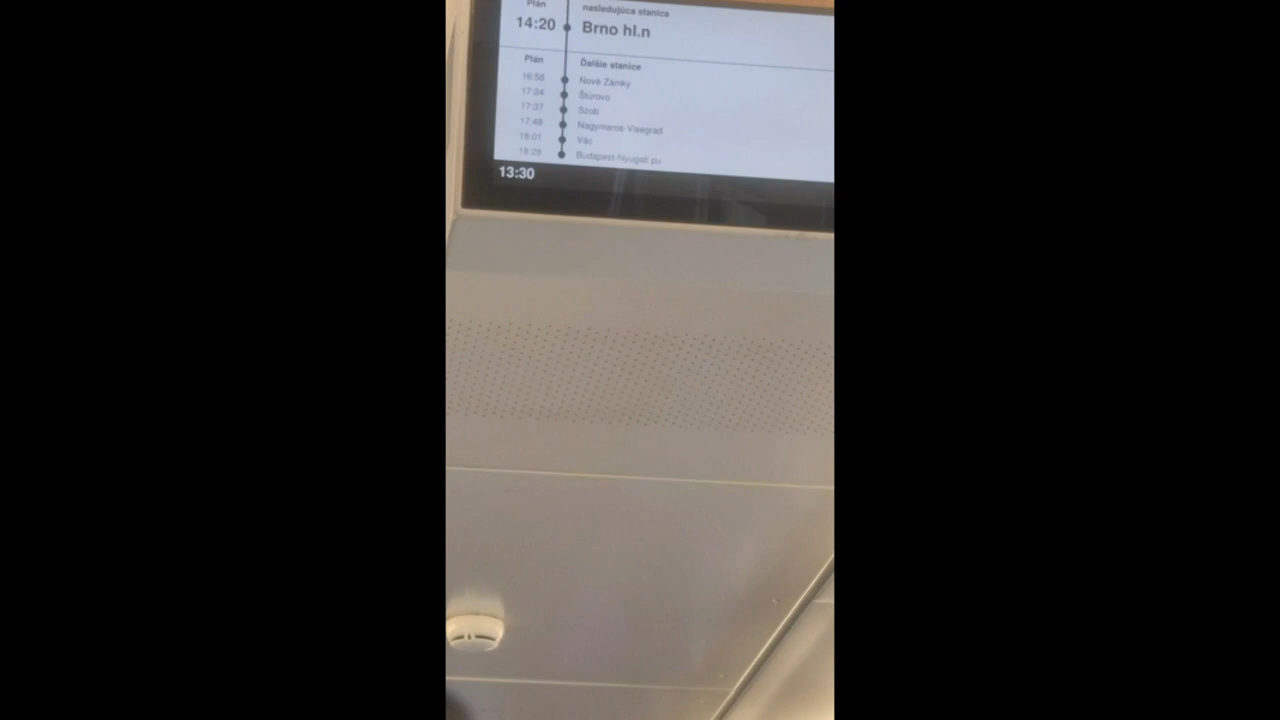 Plán nasledujúca stanica
14:20 Brno hl.n
Plán Ďalšie stanice
16:58 Nové Zámky
17:24 Štúrovo
17:37 Szob
17:48 Nagymaros-Visegrad
18:01 Vác
18:28 Budapest-Nyugati pu
13:30